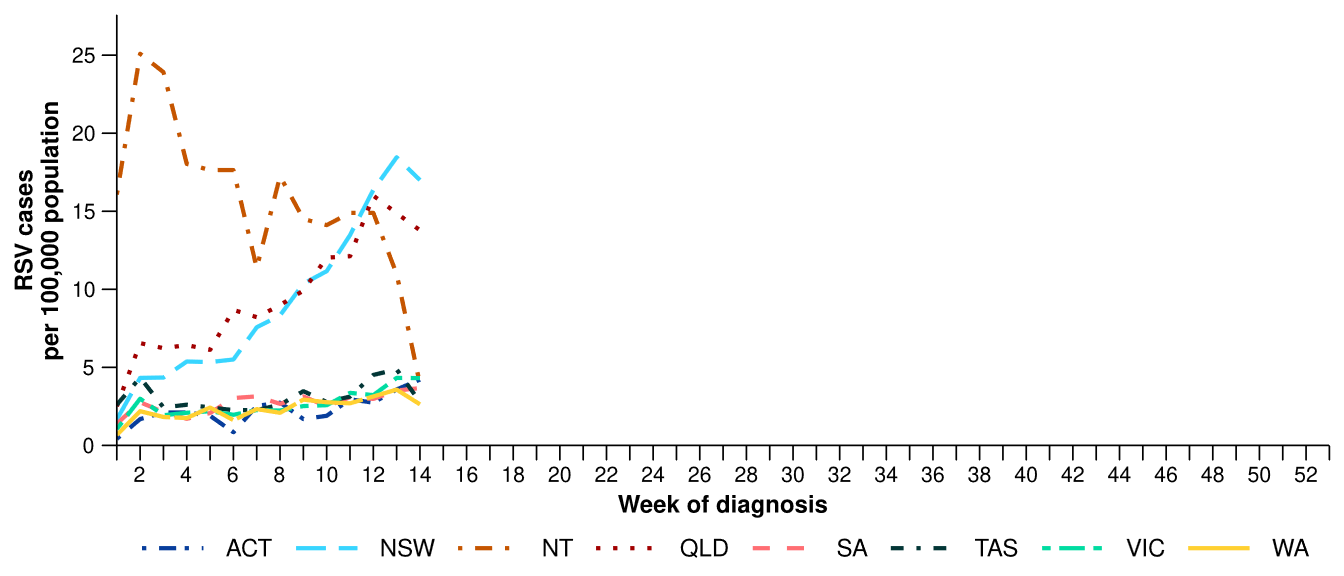 RSV cases
per 100,000 population
25
20
15
10
5
0
2 4 6 8 10 12 14 16 18 20 22 24 26 28 30 32 34 36 38 40 42 44 46 48 50 52
Week of diagnosis
ACT NSW NT QLD SA TAS VIC WA